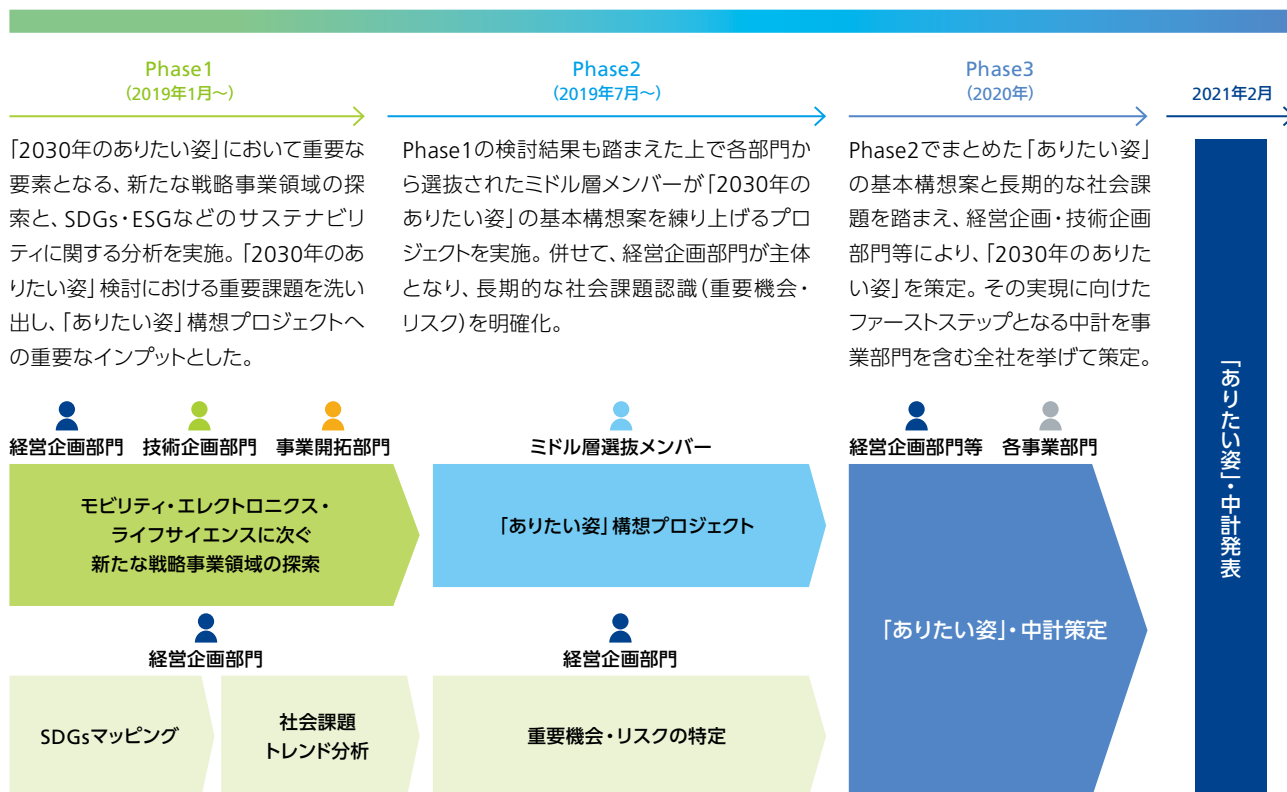 Phase1
(2019年1月～)
「2030年のありたい姿」において重要な
要素となる、新たな戦略事業領域の探
索と、SDGs・ESGなどのサステナビリ
ティに関する分析を実施。「2030年のあ
りたい姿」検討における重要課題を洗い
出し、「ありたい姿」構想プロジェクトへ
の重要なインプットとした。
Phase2
(2019年7月～)
Phase1の検討結果も踏まえた上で各部門か
ら選抜されたミドル層メンバーが「2030年の
ありたい姿」の基本構想案を練り上げるプロ
ジェクトを実施。併せて、経営企画部門が主体
となり、長期的な社会課題認識（重要機会・
リスク）を明確化。
Phase3
(2020年)
Phase2でまとめた「ありたい姿」
の基本構想案と長期的な社会課
題を踏まえ、経営企画・技術企画
部門等により、「2030年のありた
い姿」を策定。その実現に向けた
ファーストステップとなる中計を事
業部門を含む全社を挙げて策定。
2021年2月
経営企画部門 技術企画部門 事業開拓部門
モビリティ・エレクトロニクス・
ライフサイエンスに次ぐ
新たな戦略事業領域の探索
ミドル層選抜メンバー
「ありたい姿」構想プロジェクト
経営企画部門等 各事業部門
「ありたい姿」・中計策定
経営企画部門
SDGsマッピング
社会課題
トレンド分析
経営企画部門
重要機会・リスクの特定
「ありたい姿」・中計発表